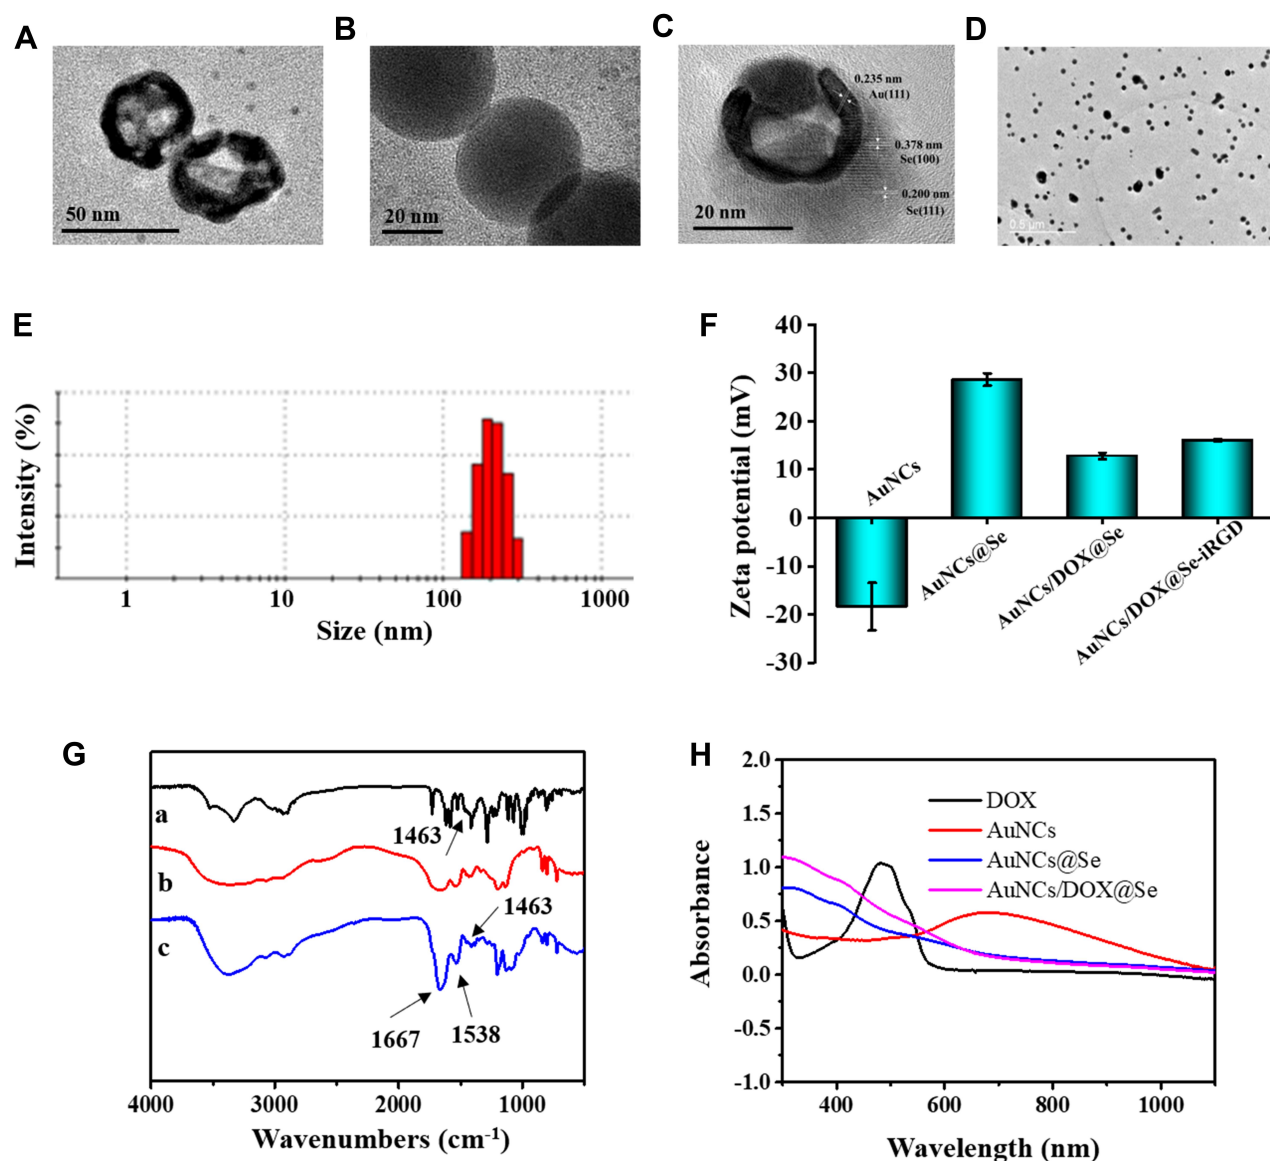 A
B
C
D
50 nm
20 nm
0.235 nm
Au(111)
0.378 nm
Se(100)
0.200 nm
Se(111)
20 nm
0.5 µm
E
Intensity (%)
1
10
100
1000
Size (nm)
F
Zeta potential (mV)
40
30
20
10
0
-10
-20
-30
AuNCs
AuNCs@Se
AuNCs/DOX@Se
AuNCs/DOX@Se-iRGD
G
a
1463
b
c
1463
1667
1538
4000
3000
2000
1000
Wavenumbers (cm-1)
H
Absorbance
2.0
1.5
1.0
0.5
0.0
-0.5
-1.0
DOX
AuNCs
AuNCs@Se
AuNCs/DOX@Se
400
600
800
1000
Wavelength (nm)